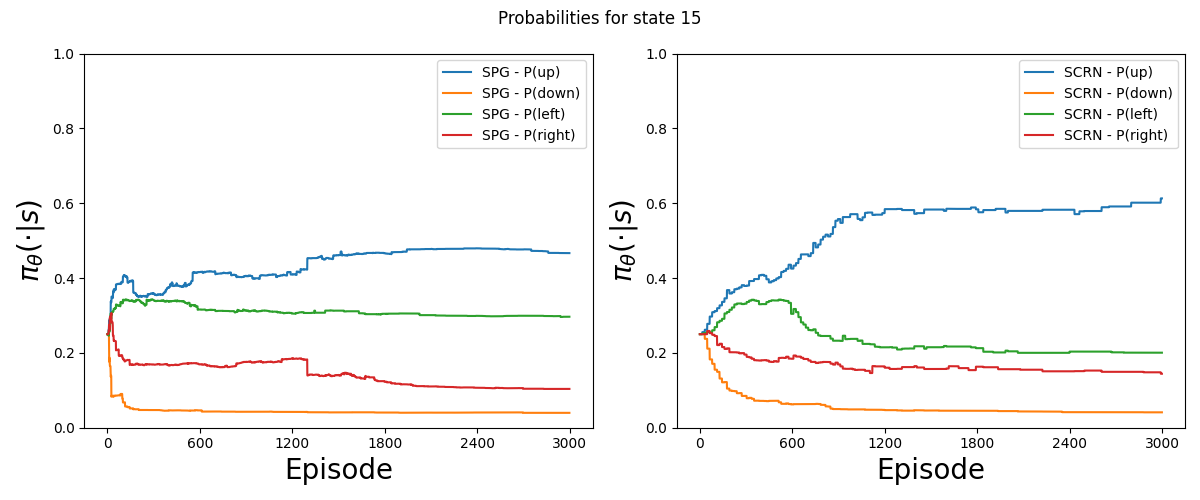 Probabilities for state 15
1.0
0.8
0.6
0.4
0.2
0.0
π_θ(·|s)
SPG - P(up)
SPG - P(down)
SPG - P(left)
SPG - P(right)
0 600 1200 1800 2400 3000
Episode
1.0
0.8
0.6
0.4
0.2
0.0
π_θ(·|s)
SCRN - P(up)
SCRN - P(down)
SCRN - P(left)
SCRN - P(right)
0 600 1200 1800 2400 3000
Episode